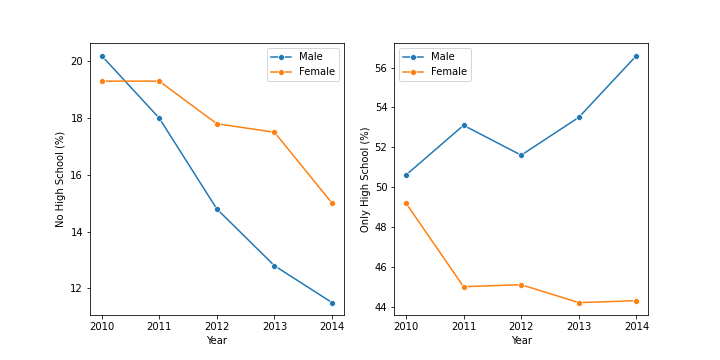 Male
Female
20
18
16
14
12
No High School (%)
2010 2011 2012 2013 2014
Year
Male
Female
56
54
52
50
48
46
44
Only High School (%)
2010 2011 2012 2013 2014
Year